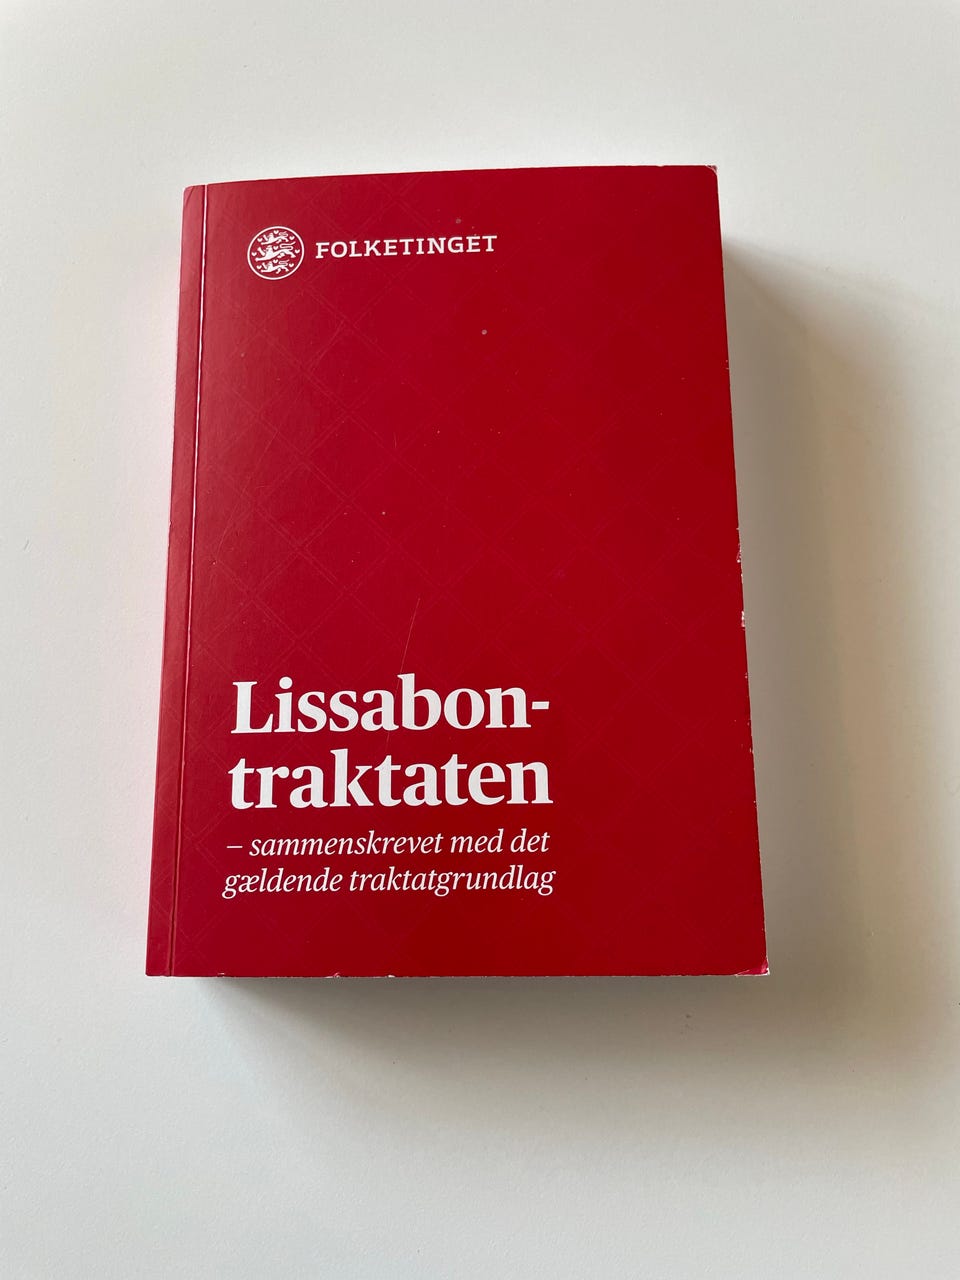 FOLKETINGET
Lissabon-
traktaten
– sammenskrevet med det
gældende traktatgrundlag